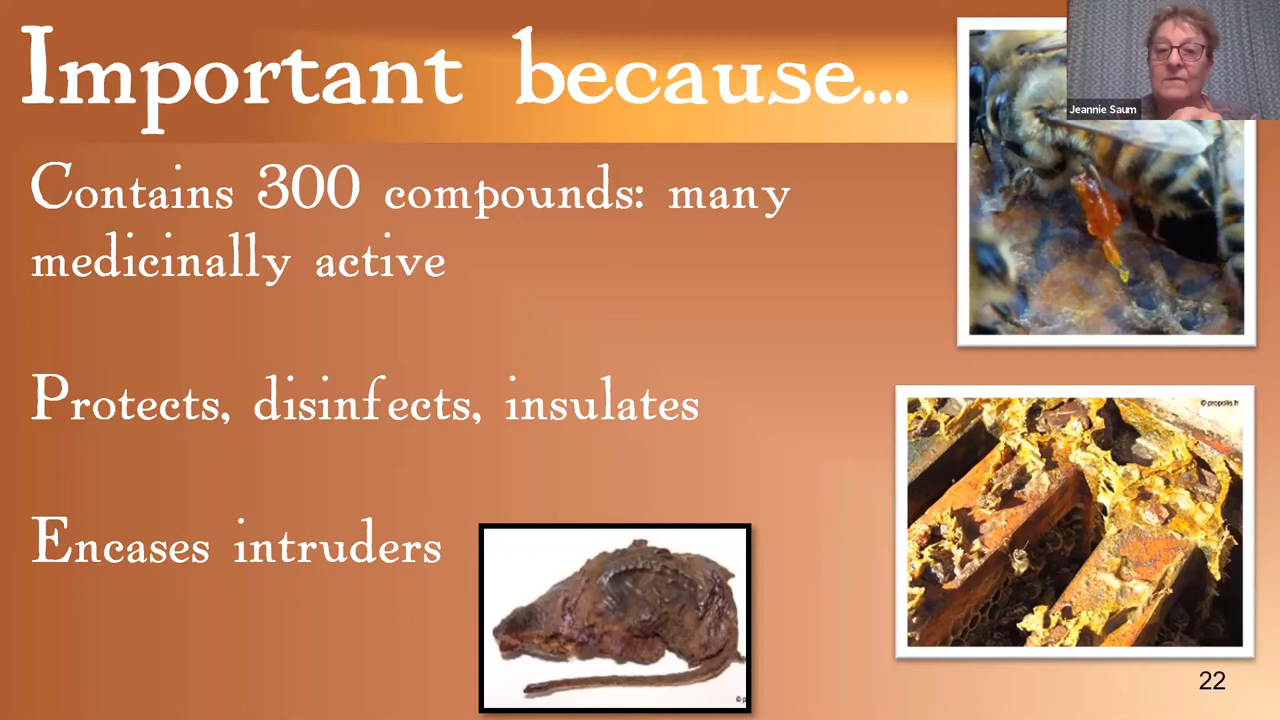 Important because...
Jeannie Saum
Contains 300 compounds: many
medicinally active
Protects, disinfects, insulates
© propolis.fr
Encases intruders
22